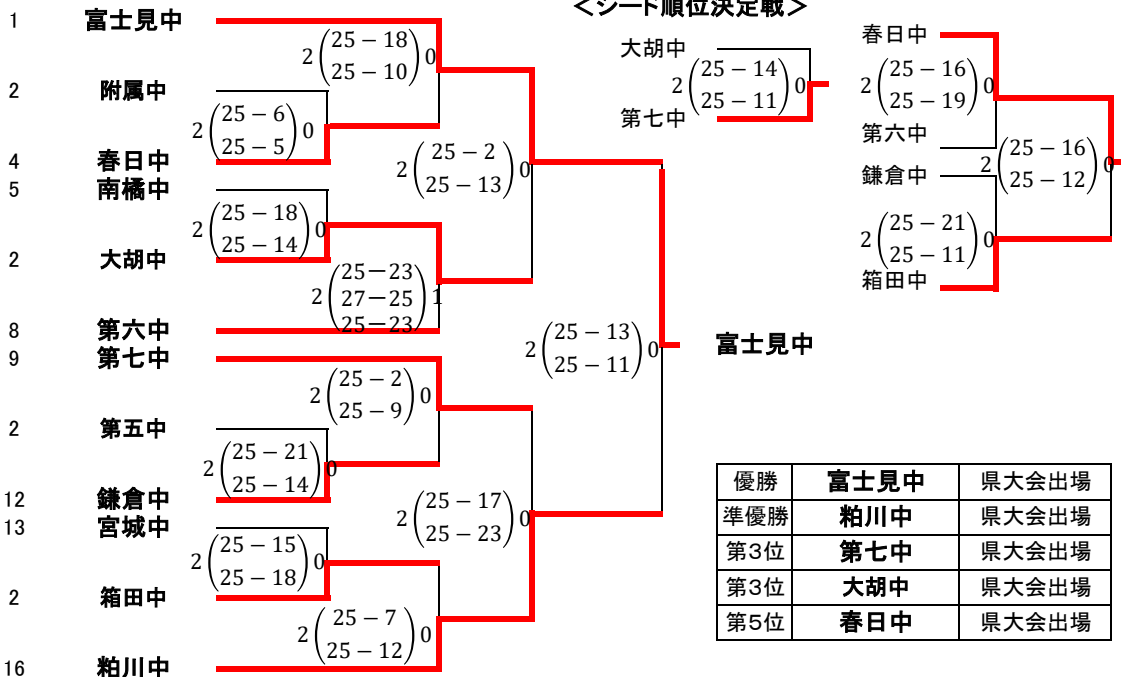 <シード順位決定戦>
1 富士見中
2 (25－18 25－10) 0
2 附属中
2 (25－6 25－5) 0
4 春日中
5 南橘中
2 (25－2 25－13) 0
2 (25－18 25－14) 0
2 大胡中
2 (25－23 27－25 25－23) 1
8 第六中
9 第七中
2 (25－13 25－11) 0
富士見中
2 (25－2 25－9) 0
2 第五中
2 (25－21 25－14) 0
12 鎌倉中
13 宮城中
2 (25－17 25－23) 0
2 (25－15 25－18) 0
2 箱田中
2 (25－7 25－12) 0
16 粕川中
大胡中
2 (25－14 25－11) 0
第七中
春日中
2 (25－16 25－19) 0
第六中
2 (25－16 25－12) 0
鎌倉中
2 (25－21 25－11) 0
箱田中
優勝 富士見中 県大会出場
準優勝 粕川中 県大会出場
第3位 第七中 県大会出場
第3位 大胡中 県大会出場
第5位 春日中 県大会出場